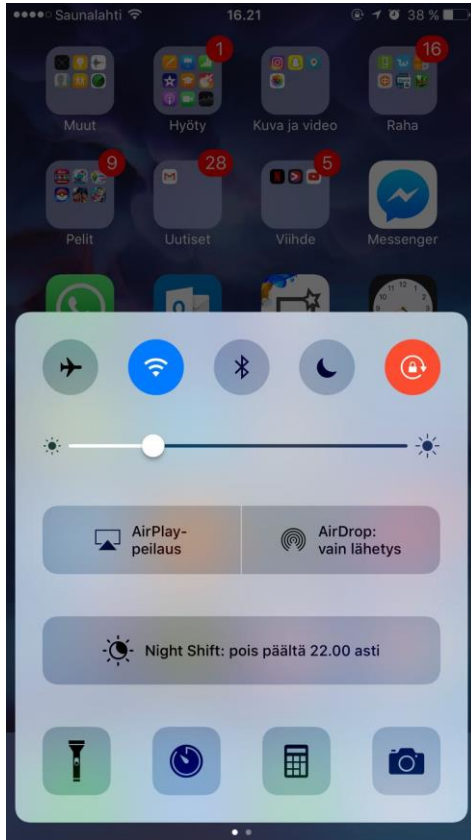 Saunalahti 16.21 38 %
1 16
Muut Hyöty Kuva ja video Raha
9 28 5
Pelit Uutiset Viihde Messenger
AirPlay-
peilaus
AirDrop:
vain lähetys
Night Shift: pois päältä 22.00 asti